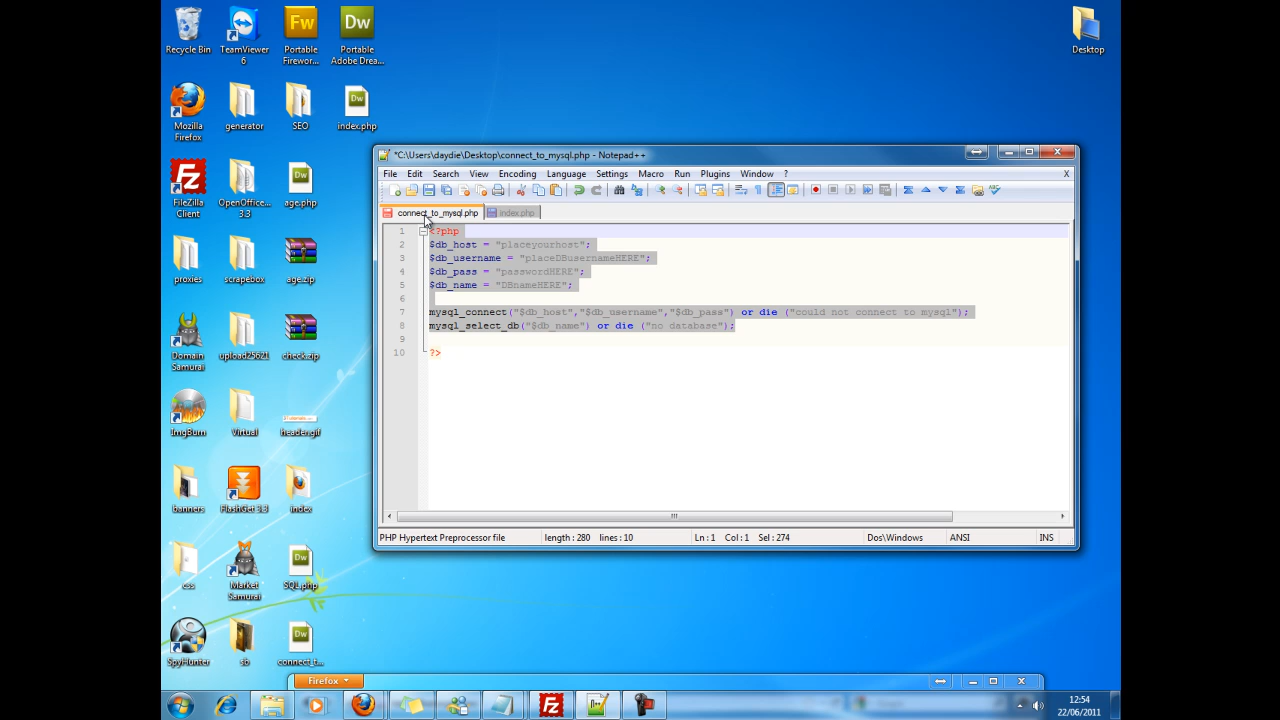 Recycle Bin
TeamViewer 6
Fw
Portable Firewor...
Dw
Portable Adobe Drea...
Desktop
Mozilla Firefox
generator
SEO
Dw
index.php
FileZilla Client
OpenOffice... 3.3
Dw
age.php
proxies
scrapebox
age.zip
Domain Samurai
upload25621
check.zip
ImgBurn
Virtual
header.gif
banners
FlashGet 3.3
index
css
Market Samurai
Dw
SQL.php
SpyHunter
sb
Dw
connect_t...
*C:\Users\daydie\Desktop\connect_to_mysql.php - Notepad++
File Edit Search View Encoding Language Settings Macro Run Plugins Window ? X
connect_to_mysql.php index.php
1 <?php
2 $db_host = "placeyourhost";
3 $db_username = "placeDBusernameHERE";
4 $db_pass = "passwordHERE";
5 $db_name = "DBnameHERE";
6
7 mysql_connect("$db_host","$db_username","$db_pass") or die ("could not connect to mysql");
8 mysql_select_db("$db_name") or die ("no database");
9
10 ?>
PHP Hypertext Preprocessor file length : 280 lines : 10 Ln : 1 Col : 1 Sel : 274 Dos\Windows ANSI INS
Firefox
12:54
22/06/2011